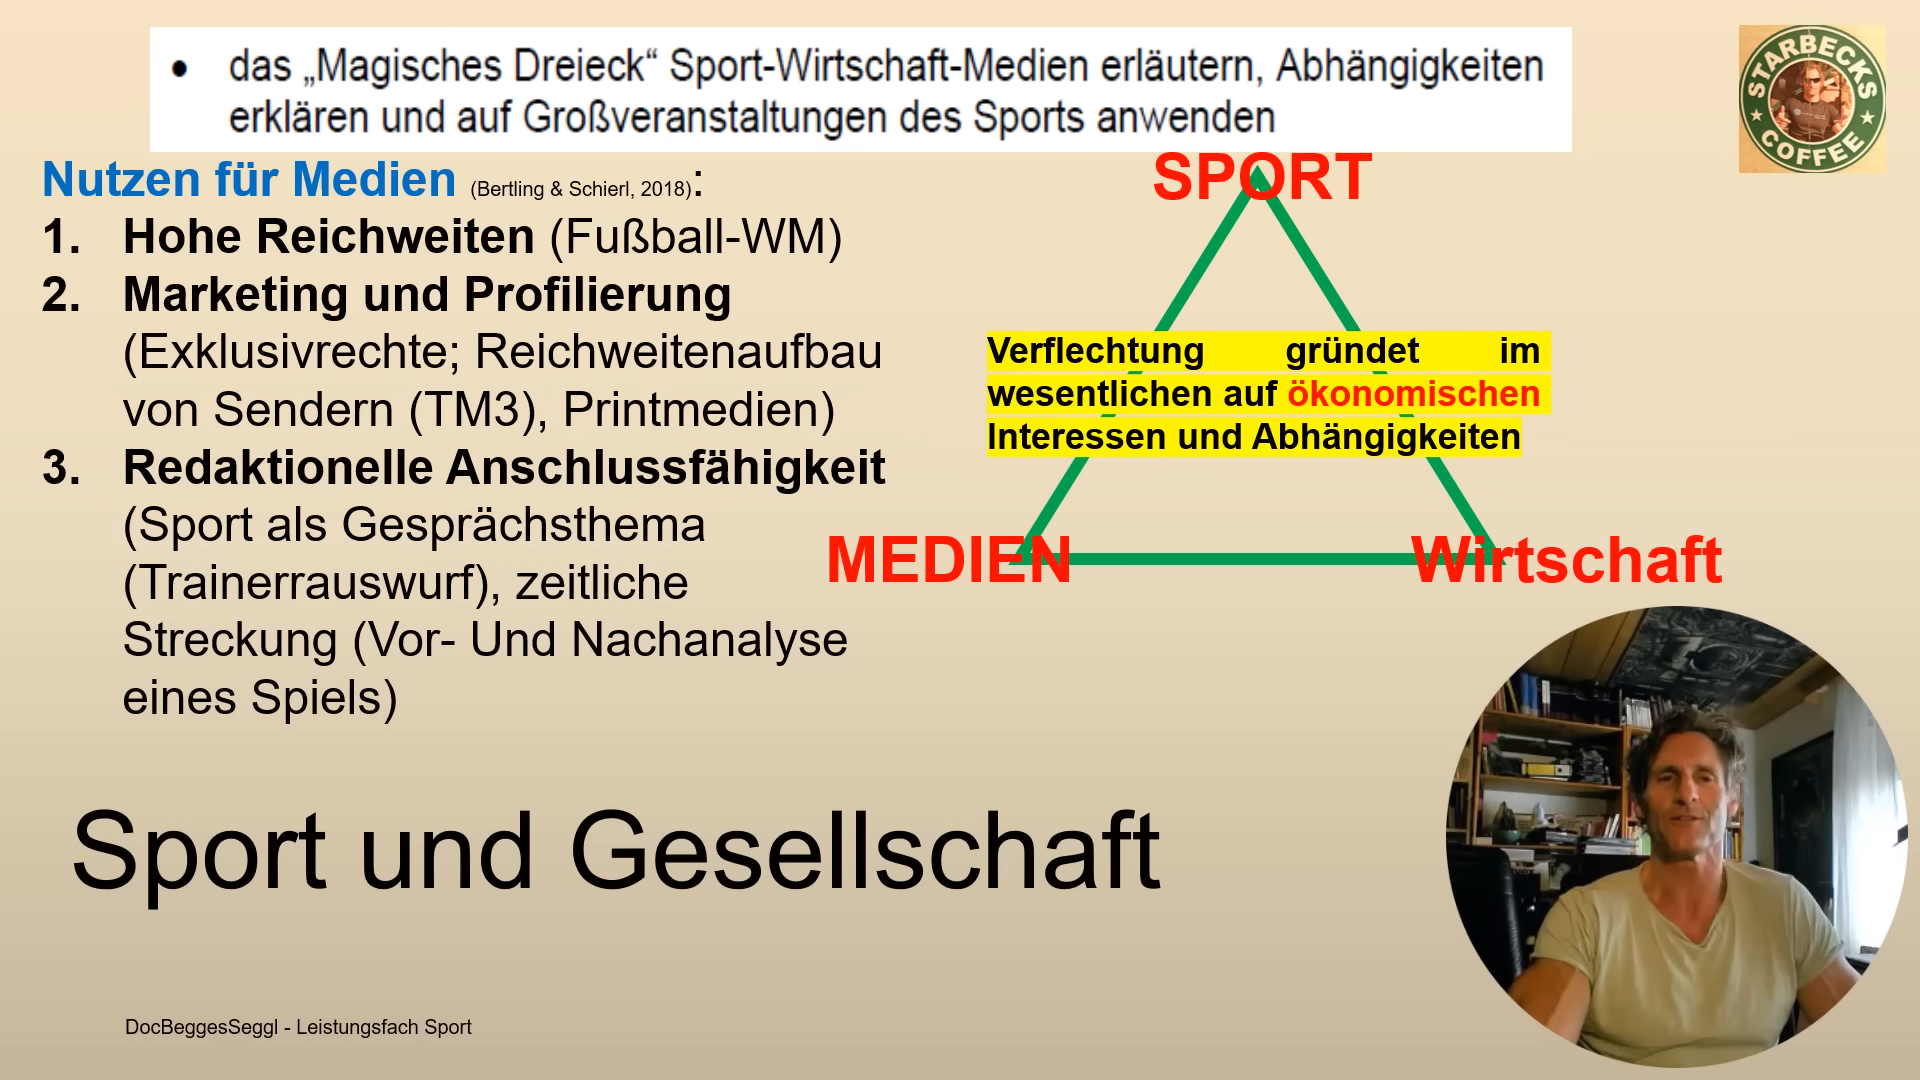 • das „Magisches Dreieck“ Sport-Wirtschaft-Medien erläutern, Abhängigkeiten
erklären und auf Großveranstaltungen des Sports anwenden
STARBECKS
COFFEE
Nutzen für Medien (Bertling & Schierl, 2018):
1. Hohe Reichweiten (Fußball-WM)
2. Marketing und Profilierung
(Exklusivrechte; Reichweitenaufbau
von Sendern (TM3), Printmedien)
3. Redaktionelle Anschlussfähigkeit
(Sport als Gesprächsthema
(Trainerrauswurf), zeitliche
Streckung (Vor- Und Nachanalyse
eines Spiels)
SPORT
Verflechtung gründet im
wesentlichen auf ökonomischen
Interessen und Abhängigkeiten
MEDIEN
Wirtschaft
Sport und Gesellschaft
DocBeggesSeggl - Leistungsfach Sport